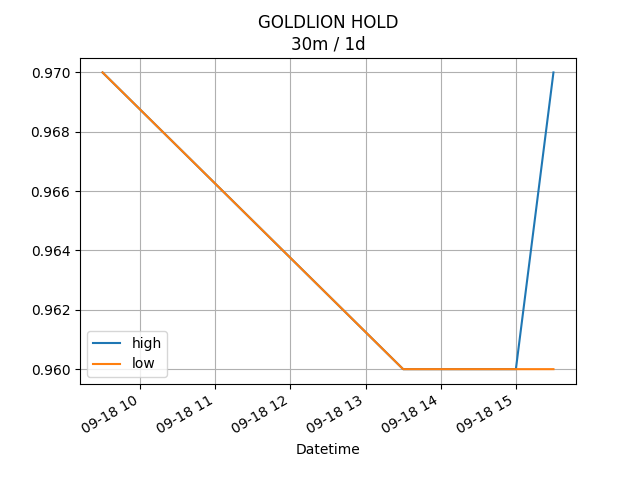 GOLDLION HOLD
30m / 1d
0.970
0.968
0.966
0.964
0.962
0.960
high
low
09-18 10
09-18 11
09-18 12
09-18 13
09-18 14
09-18 15
Datetime